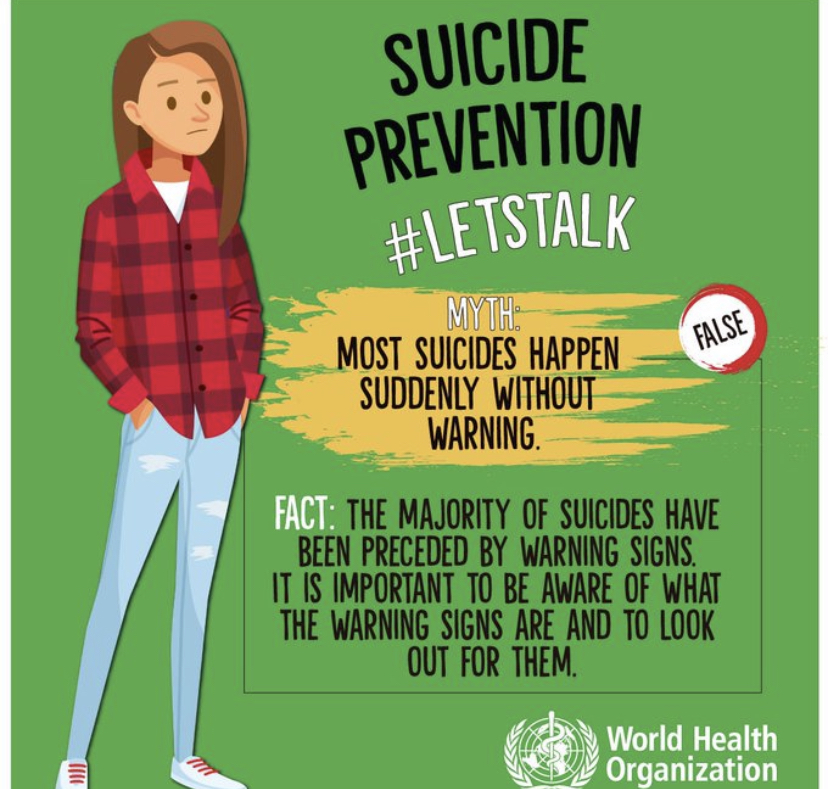 SUICIDE
PREVENTION
#LETSTALK
MYTH:
MOST SUICIDES HAPPEN
SUDDENLY WITHOUT
WARNING.
FALSE
FACT: THE MAJORITY OF SUICIDES HAVE
BEEN PRECEDED BY WARNING SIGNS.
IT IS IMPORTANT TO BE AWARE OF WHAT
THE WARNING SIGNS ARE AND TO LOOK
OUT FOR THEM.
World Health
Organization